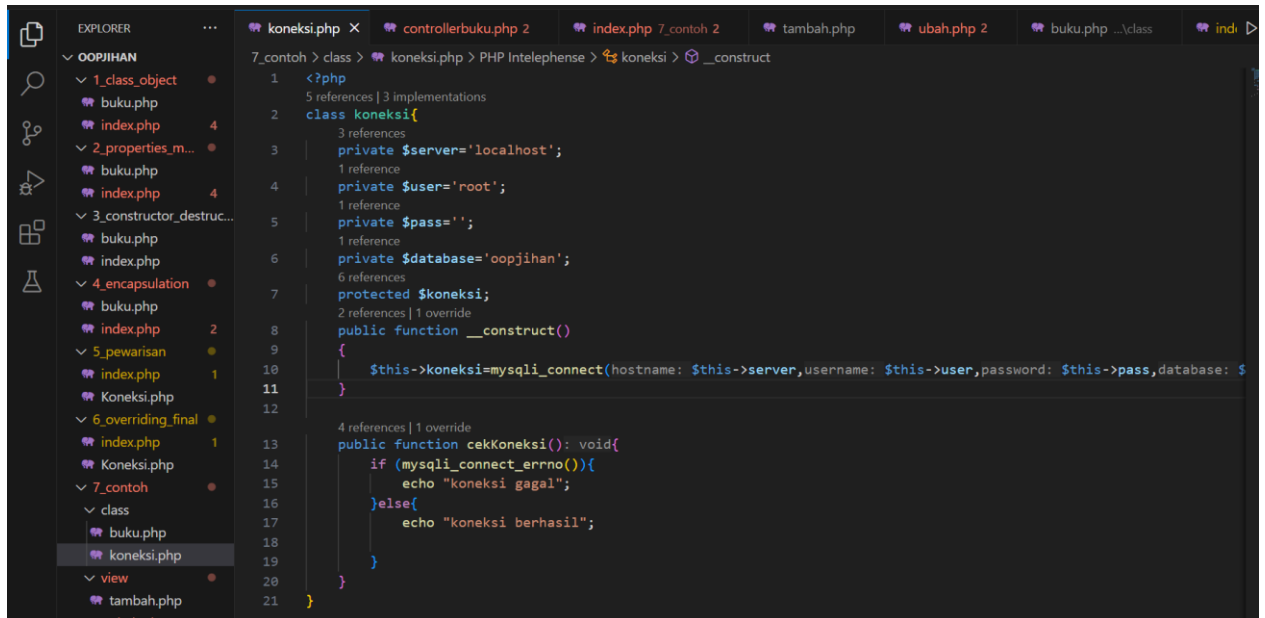 EXPLORER ...
OOPJIHAN
1_class_object
buku.php
index.php 4
2_properties_m...
buku.php
index.php 4
3_constructor_destruc...
buku.php
index.php
4_encapsulation
buku.php
index.php 2
5_pewarisan
index.php 1
Koneksi.php
6_overriding_final
index.php 1
Koneksi.php
7_contoh
class
buku.php
koneksi.php
view
tambah.php
koneksi.php controllerbuku.php 2 index.php 7_contoh 2 tambah.php ubah.php 2 buku.php ...\class
7_contoh > class > koneksi.php > PHP Intelephense > koneksi > __construct
1 <?php
5 references | 3 implementations
2 class koneksi{
3 references
3 private $server='localhost';
1 reference
4 private $user='root';
1 reference
5 private $pass='';
1 reference
6 private $database='oopjihan';
6 references
7 protected $koneksi;
2 references | 1 override
8 public function __construct()
9 {
10 $this->koneksi=mysqli_connect(hostname: $this->server,username: $this->user,password: $this->pass,database: $
11 }
12
4 references | 1 override
13 public function cekKoneksi(): void{
14 if (mysqli_connect_errno()){
15 echo "koneksi gagal";
16 }else{
17 echo "koneksi berhasil";
18
19 }
20 }
21 }